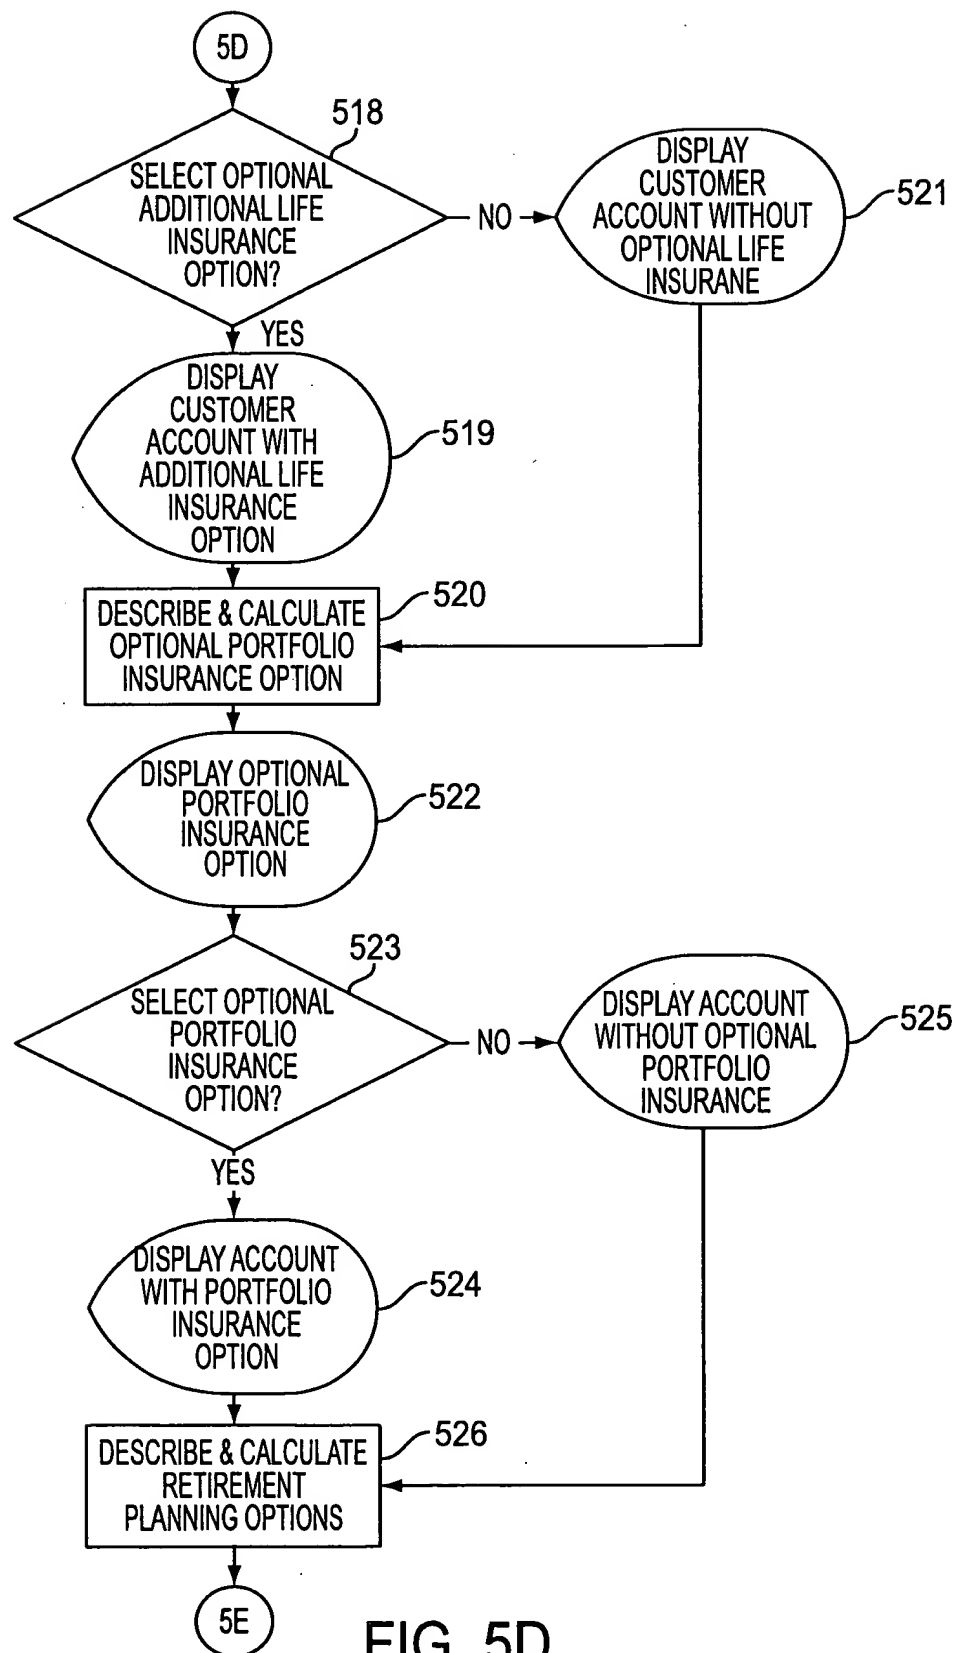 5D
518
SELECT OPTIONAL
ADDITIONAL LIFE
INSURANCE
OPTION?
NO
DISPLAY
CUSTOMER
ACCOUNT WITHOUT
OPTIONAL LIFE
INSURANE
521
YES
DISPLAY
CUSTOMER
ACCOUNT WITH
ADDITIONAL LIFE
INSURANCE
OPTION
519
DESCRIBE & CALCULATE
OPTIONAL PORTFOLIO
INSURANCE OPTION
520
DISPLAY OPTIONAL
PORTFOLIO
INSURANCE
OPTION
522
523
SELECT OPTIONAL
PORTFOLIO
INSURANCE
OPTION?
NO
DISPLAY ACCOUNT
WITHOUT OPTIONAL
PORTFOLIO
INSURANCE
525
YES
DISPLAY ACCOUNT
WITH PORTFOLIO
INSURANCE
OPTION
524
DESCRIBE & CALCULATE
RETIREMENT
PLANNING OPTIONS
526
5E
FIG. 5D